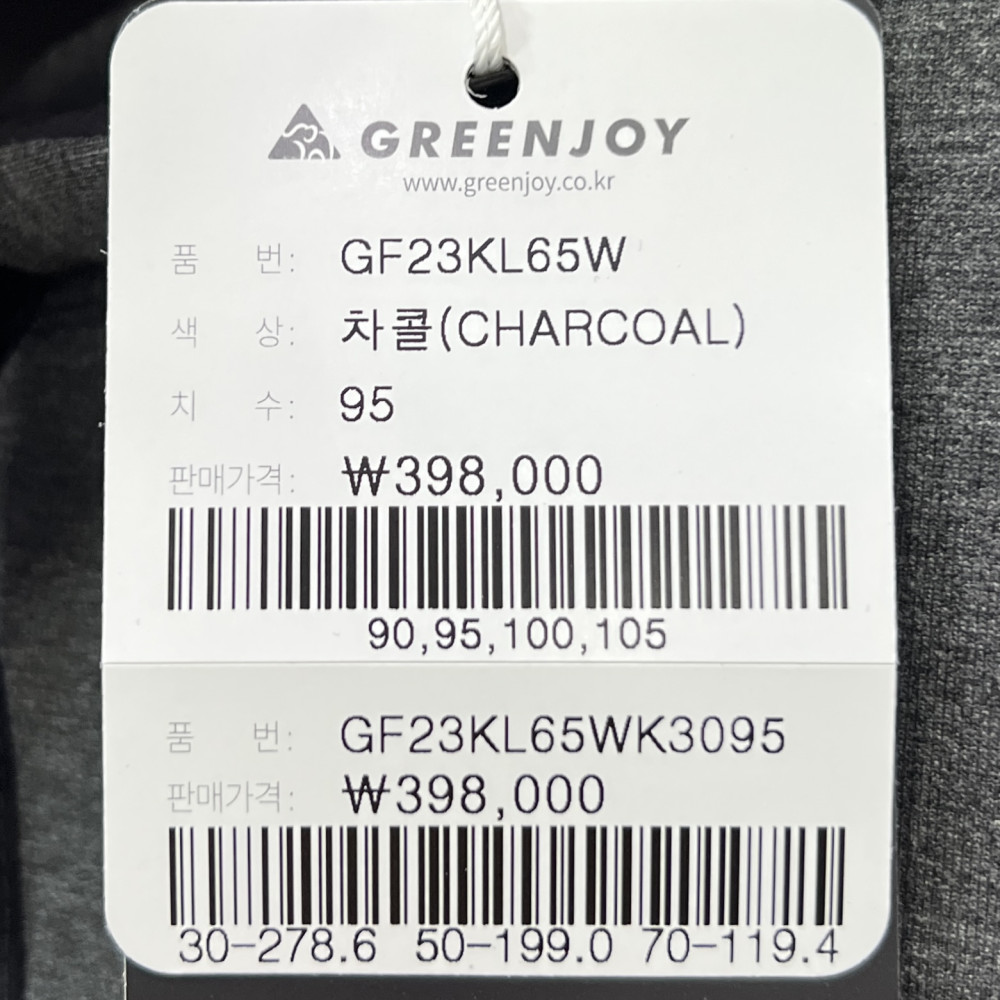 GREENJOY
www.greenjoy.co.kr
품 번: GF23KL65W
색 상: 차콜(CHARCOAL)
치 수: 95
판매가격: ₩398,000
90,95,100,105
품 번: GF23KL65WK3095
판매가격: ₩398,000
30-278.6 50-199.0 70-119.4